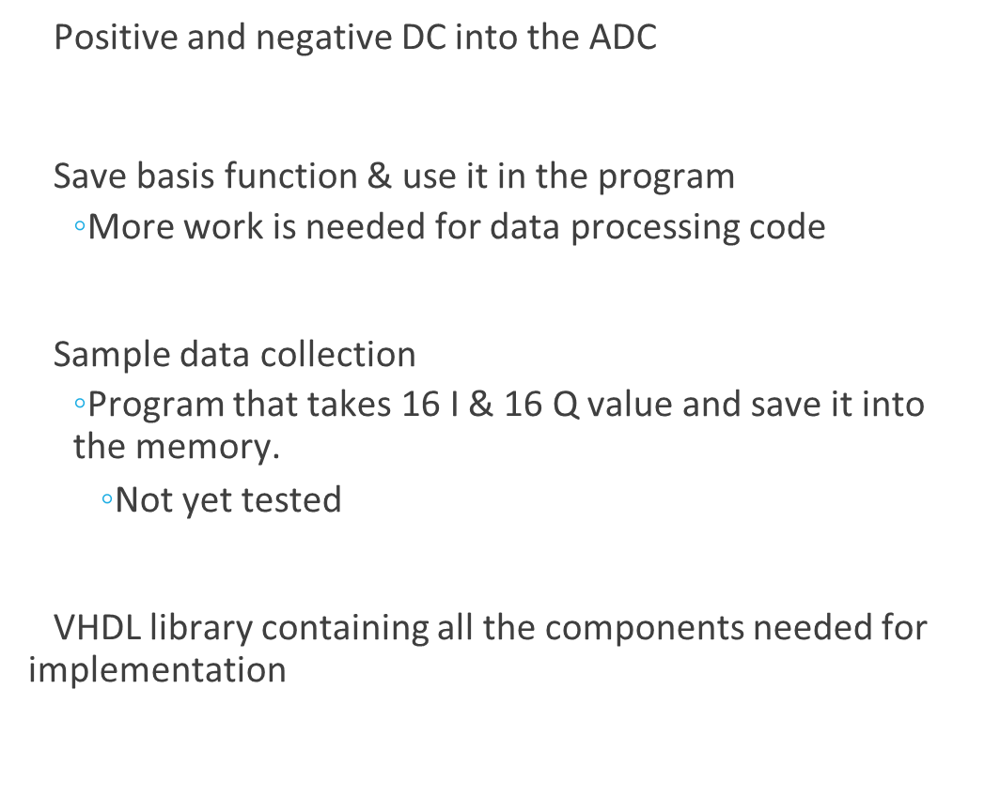 Positive and negative DC into the ADC
Save basis function & use it in the program
◦More work is needed for data processing code
Sample data collection
◦Program that takes 16 I & 16 Q value and save it into
the memory.
◦Not yet tested
VHDL library containing all the components needed for
implementation